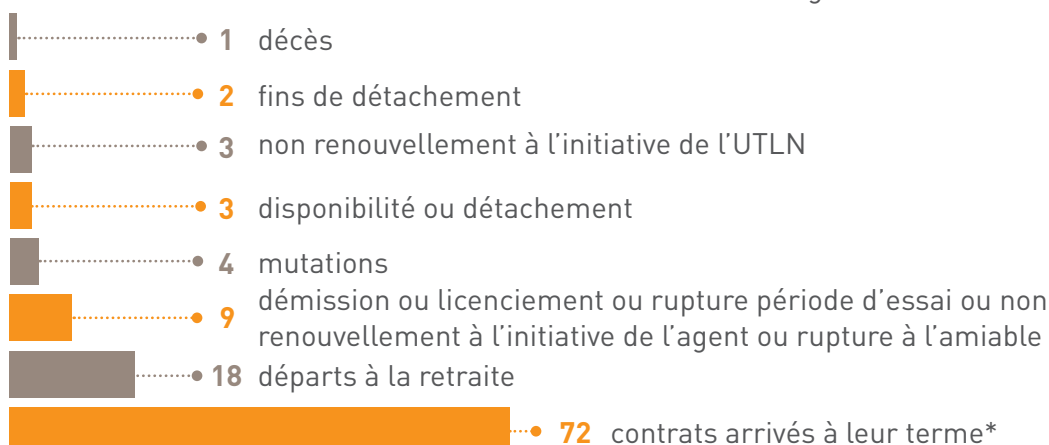 1 décès
2 fins de détachement
3 non renouvellement à l'initiative de l'UTLN
3 disponibilité ou détachement
4 mutations
9 démission ou licenciement ou rupture période d'essai ou non
renouvellement à l'initiative de l'agent ou rupture à l'amiable
18 départs à la retraite
72 contrats arrivés à leur terme*